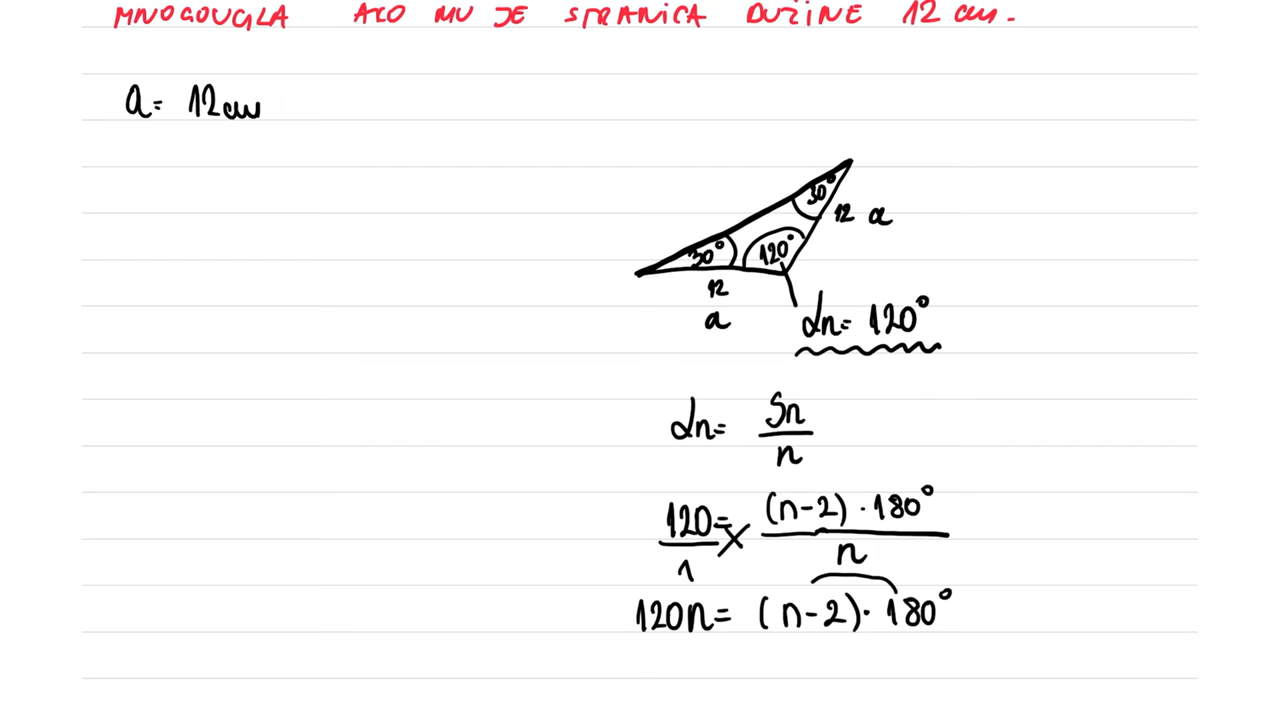 MNOGOUGLA AKO MU JE STRANICA DUŽINE 12 cm.
a = 12cm
30°
12 a
30° 120°
12
a
αn = 120°
αn = Sn/n
120/1 = (n-2)·180°/n
120n = (n-2)·180°